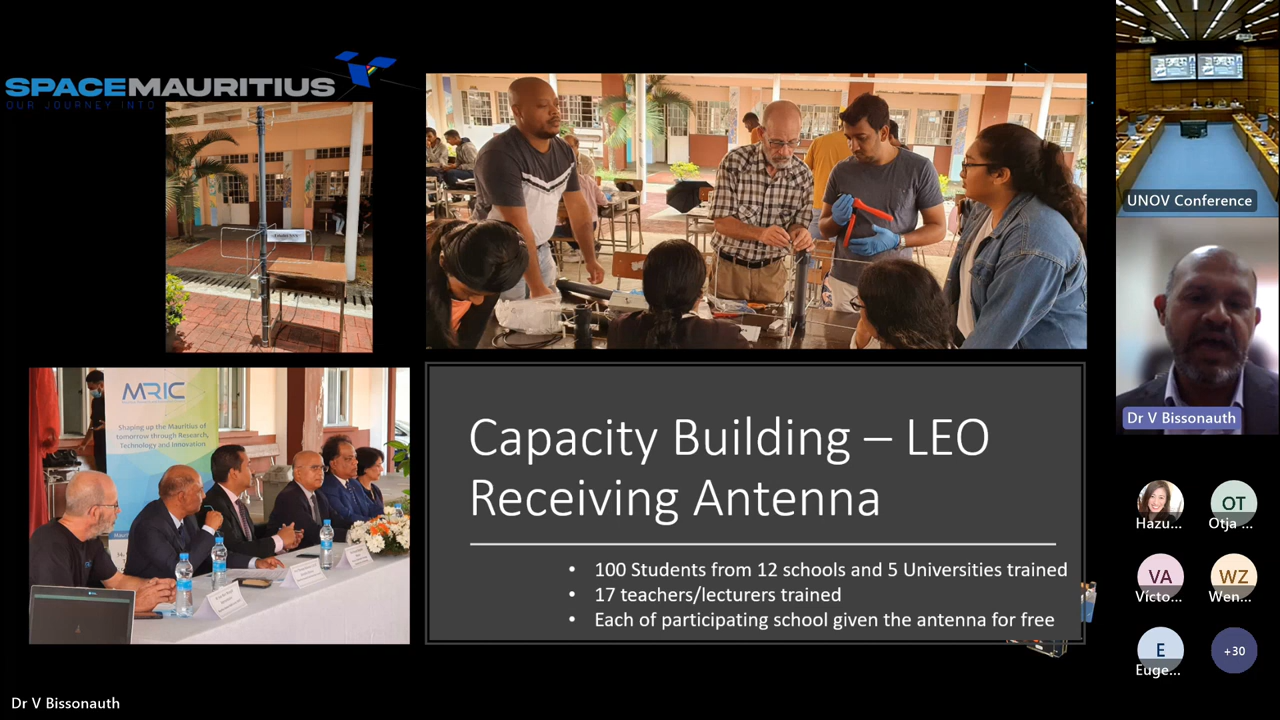 SPACEMAURITIUS
OUR JOURNEY INTO
MRIC
Shaping up the Mauritius of
tomorrow through Research,
Technology and Innovation
Capacity Building – LEO
Receiving Antenna
• 100 Students from 12 schools and 5 Universities trained
• 17 teachers/lecturers trained
• Each of participating school given the antenna for free
UNOV Conference
Dr V Bissonauth
OT
Hazu...
Otja ...
VA
WZ
Vícto...
Wen...
E
+30
Euge...
Dr V Bissonauth